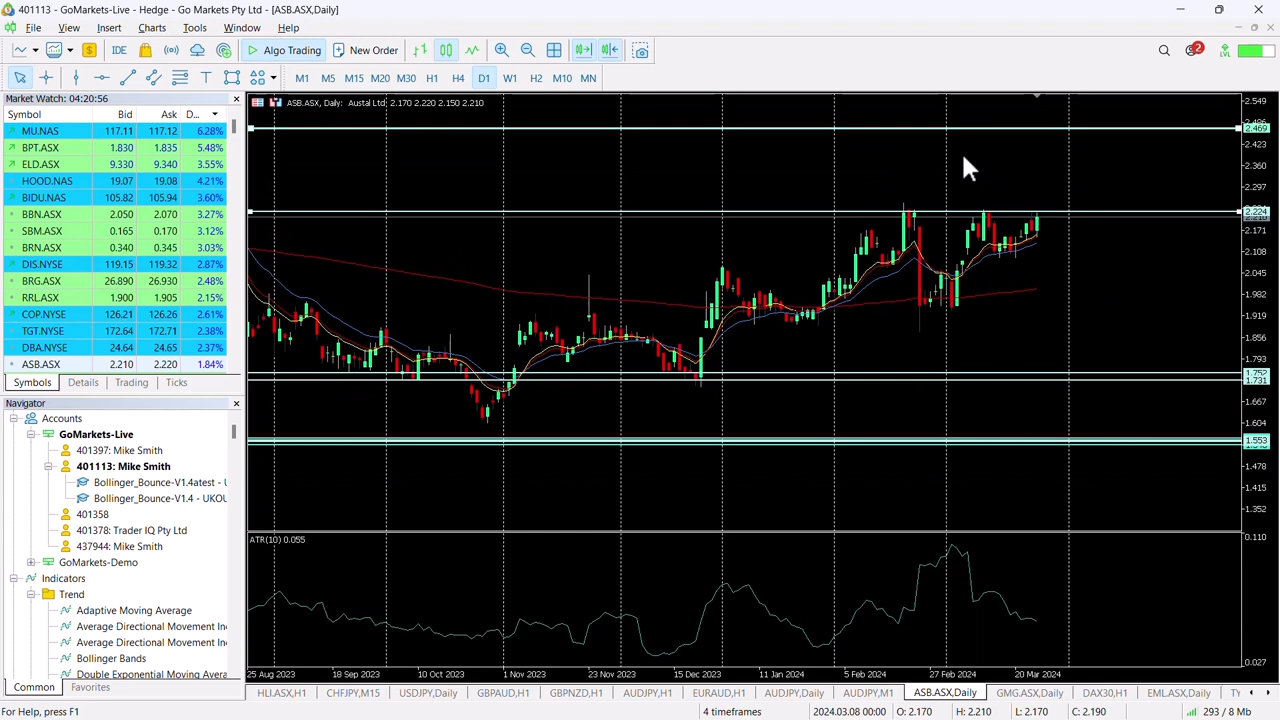 401113 - GoMarkets-Live - Hedge - Go Markets Pty Ltd - [ASB.ASX,Daily]
File View Insert Charts Tools Window Help
IDE Algo Trading New Order 2 LVL
M1 M5 M15 M20 M30 H1 H4 D1 W1 H2 M10 MN
Market Watch: 04:20:56
Symbol Bid Ask D...
MU.NAS 117.11 117.12 6.28%
BPT.ASX 1.830 1.835 5.48%
ELD.ASX 9.330 9.340 3.55%
HOOD.NAS 19.07 19.08 4.21%
BIDU.NAS 105.82 105.94 3.60%
BBN.ASX 2.050 2.070 3.27%
SBM.ASX 0.165 0.170 3.12%
BRN.ASX 0.340 0.345 3.03%
DIS.NYSE 119.15 119.32 2.87%
BRG.ASX 26.890 26.930 2.48%
RRL.ASX 1.900 1.905 2.15%
COP.NYSE 126.21 126.26 2.61%
TGT.NYSE 172.64 172.71 2.38%
DBA.NYSE 24.64 24.65 2.37%
ASB.ASX 2.210 2.220 1.84%
Symbols Details Trading Ticks
Navigator
Accounts
GoMarkets-Live
401397: Mike Smith
401113: Mike Smith
Bollinger_Bounce-V1.4atest - U
Bollinger_Bounce-V1.4 - UKOU
401358
401378: Trader IQ Pty Ltd
437944: Mike Smith
GoMarkets-Demo
Indicators
Trend
Adaptive Moving Average
Average Directional Movement In
Average Directional Movement In
Bollinger Bands
Double Exponential Moving Avera
Common Favorites
ASB.ASX, Daily: Austal Ltd 2.170 2.220 2.150 2.210
2.549
2.469
2.423
2.360
2.297
2.224
2.171
2.108
2.045
1.982
1.919
1.856
1.793
1.752
1.731
1.667
1.604
1.553
1.478
1.415
1.352
ATR(10) 0.055
0.110
0.027
25 Aug 2023 18 Sep 2023 10 Oct 2023 1 Nov 2023 23 Nov 2023 15 Dec 2023 11 Jan 2024 5 Feb 2024 27 Feb 2024 20 Mar 2024
HLI.ASX,H1 CHFJPY,M15 USDJPY,Daily GBPAUD,H1 GBPNZD,H1 AUDJPY,H1 EURAUD,H1 AUDJPY,Daily AUDJPY,M1 ASB.ASX,Daily GMG.ASX,Daily DAX30,H1 EML.ASX,Daily TY
For Help, press F1 4 timeframes 2024.03.08 00:00 O: 2.170 H: 2.210 L: 2.170 C: 2.190 293 / 8 Mb